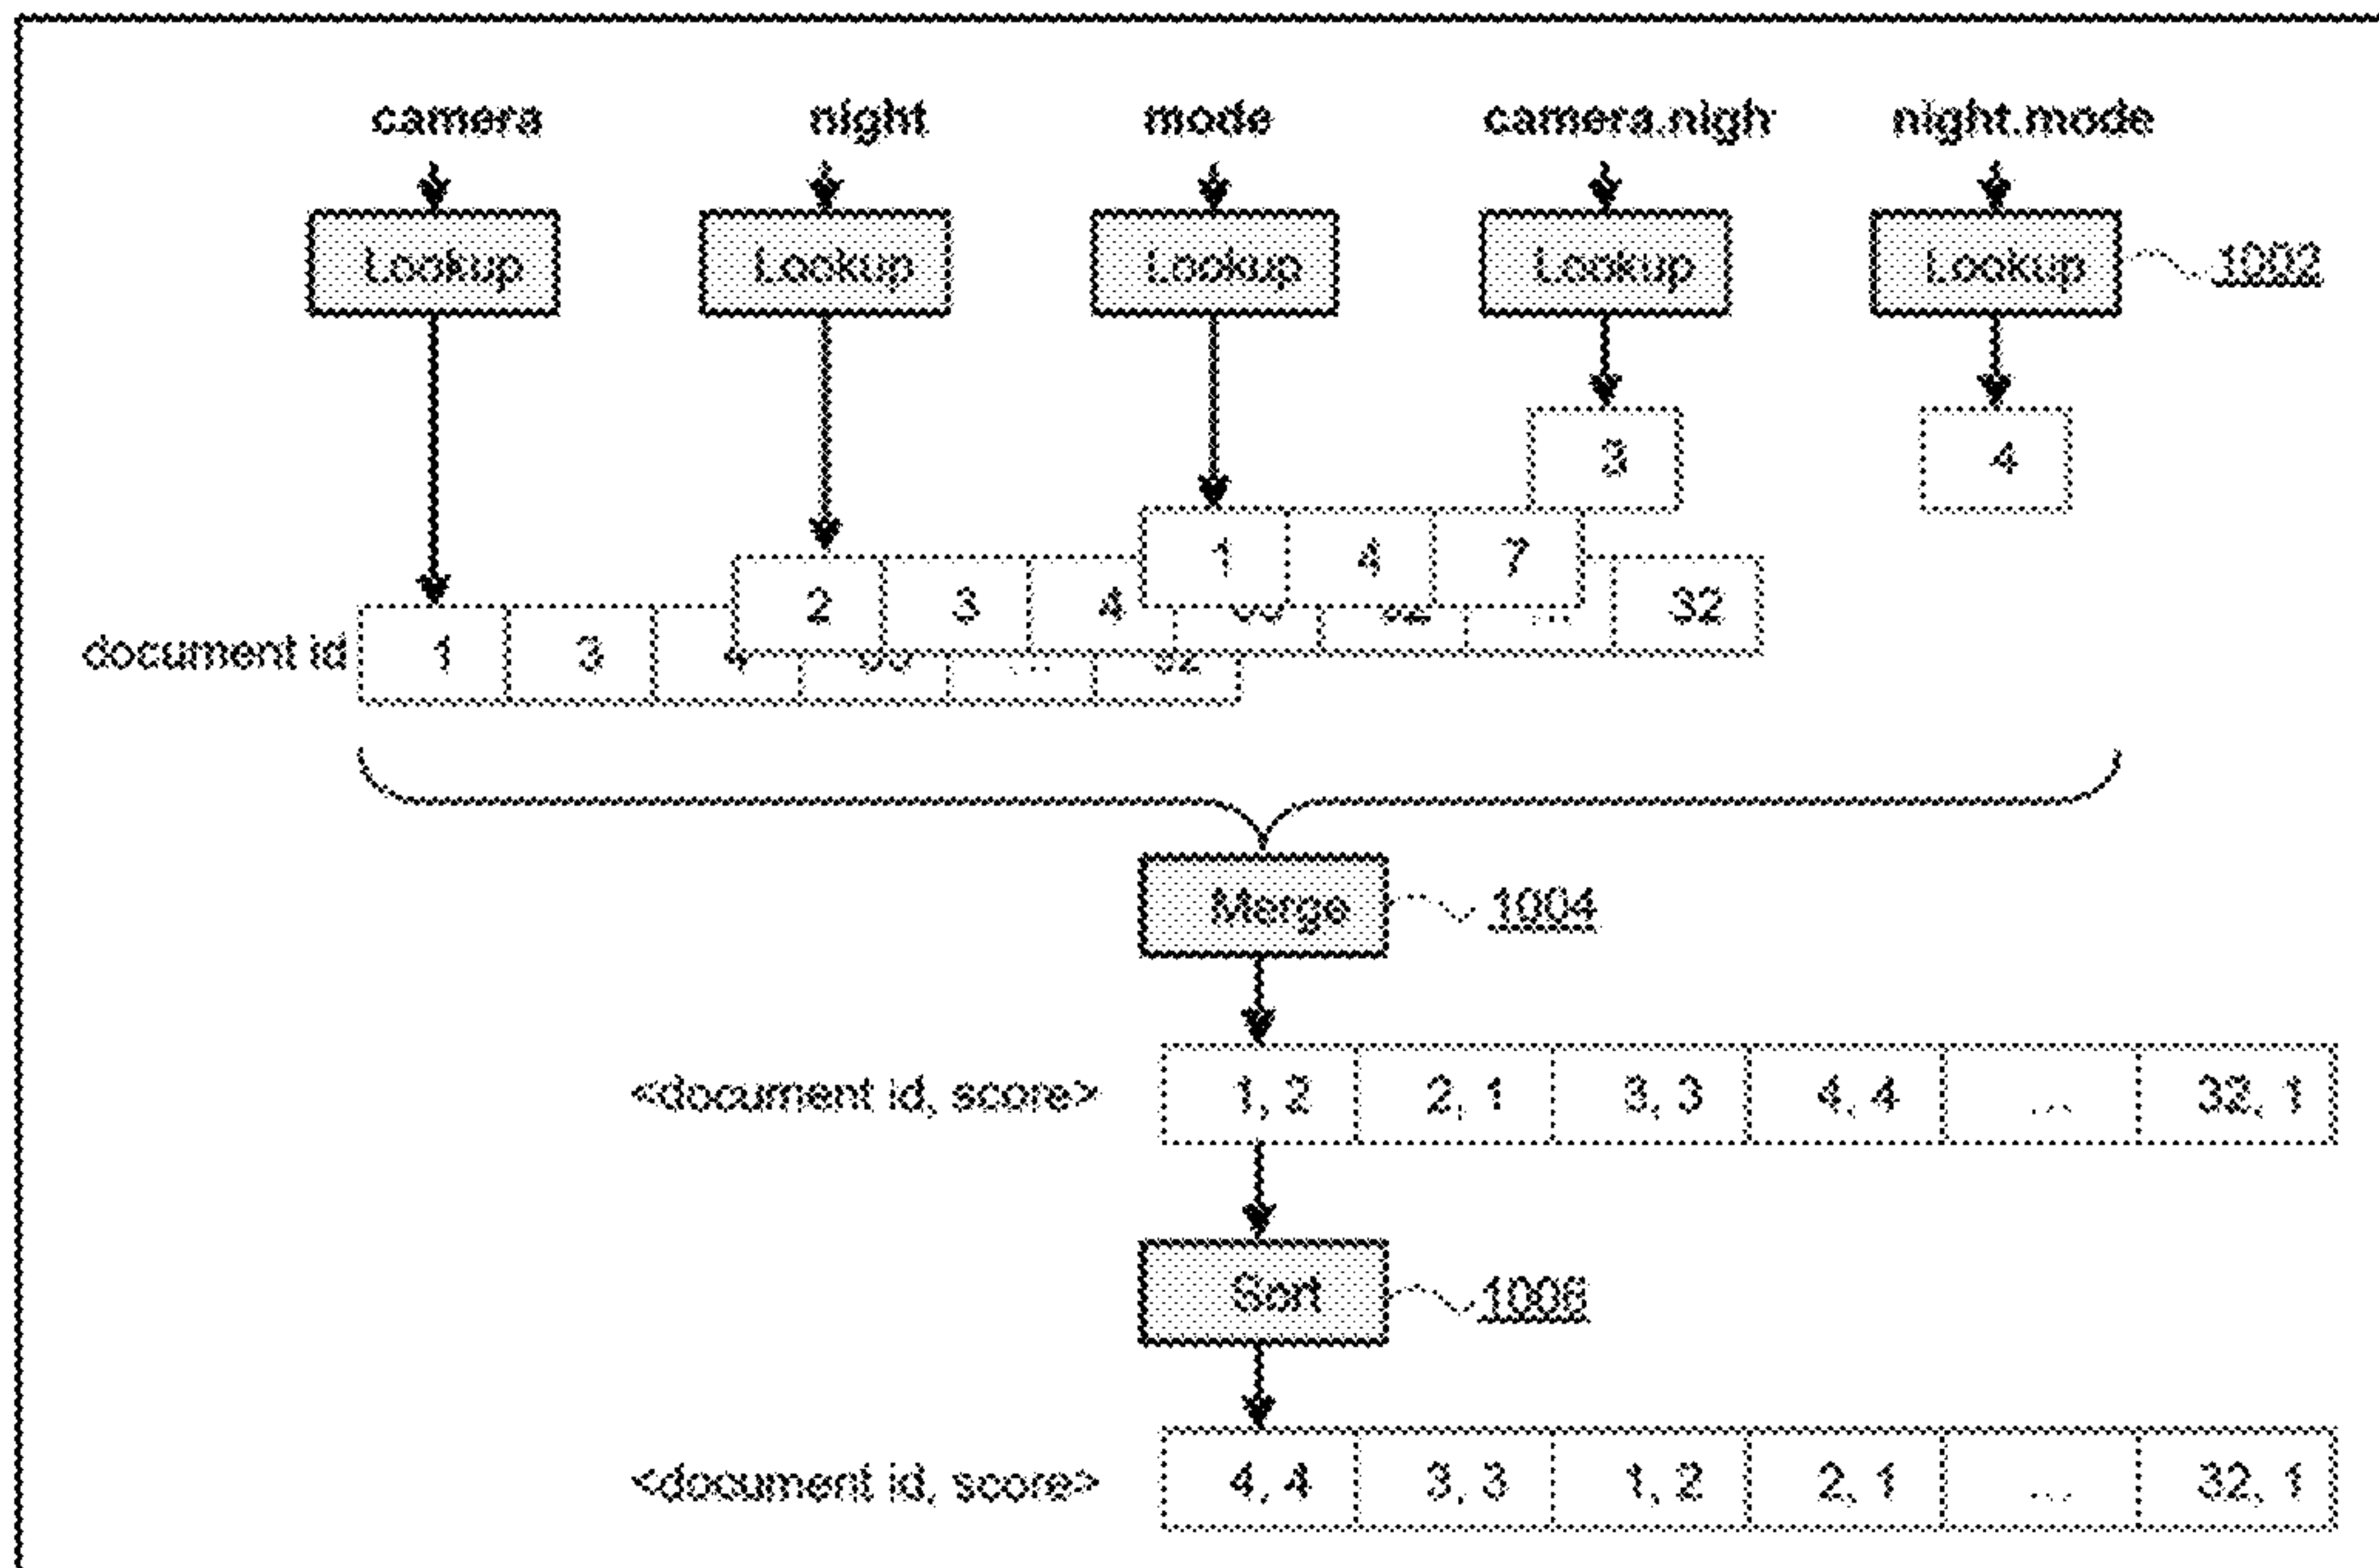 camera night mode camera.nigh night.mode
Lookup Lookup Lookup Lookup Lookup 1002
3 4
1 4 7
2 3 4 32
document id 1 3
Merge 1004
<document id, score> 1, 2 2, 1 3, 3 4, 4 ... 32, 1
Sort 1006
<document id, score> 4, 4 3, 3 1, 2 2, 1 ... 32, 1